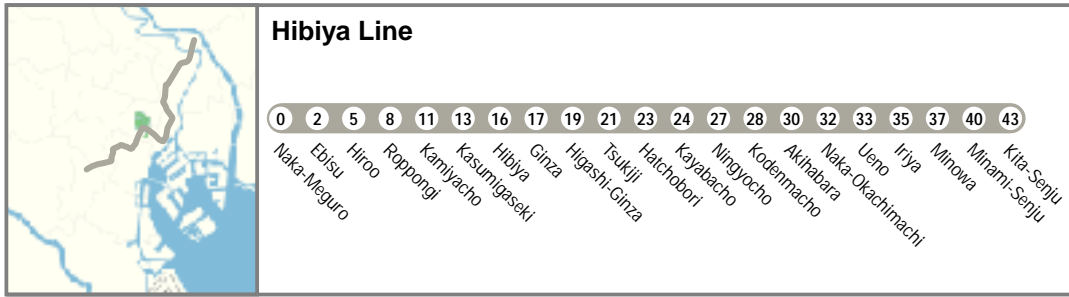 Hibiya Line
0 2 5 8 11 13 16 17 19 21 23 24 27 28 30 32 33 35 37 40 43
Naka-Meguro
Ebisu
Hiroo
Roppongi
Kamiyacho
Kasumigaseki
Hibiya
Ginza
Higashi-Ginza
Tsukiji
Hatchobori
Kayabacho
Ningyocho
Kodenmacho
Akihabara
Naka-Okachimachi
Ueno
Iriya
Minowa
Minami-Senju
Kita-Senju